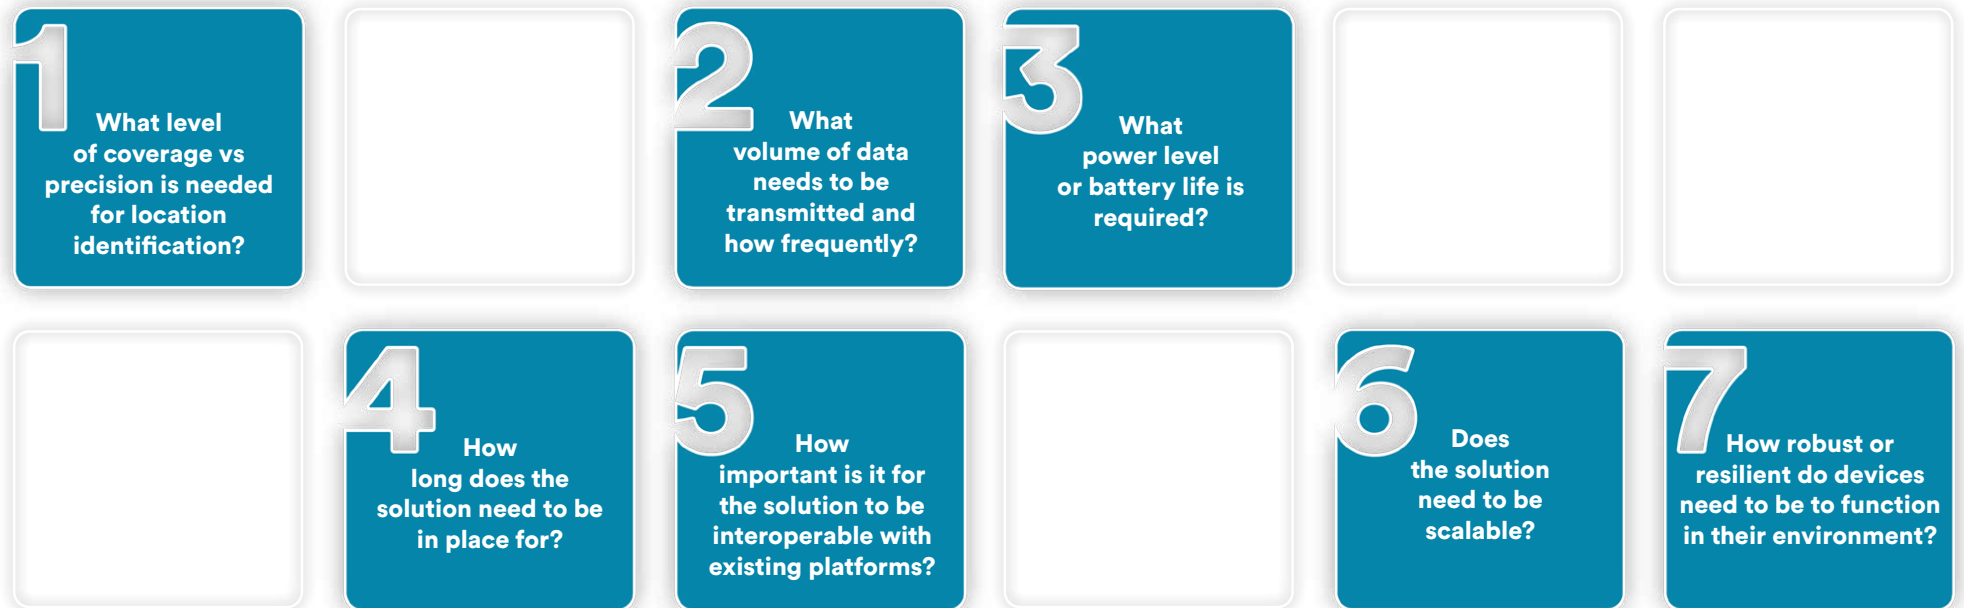 1
What level
of coverage vs
precision is needed
for location
identification?
2
What
volume of data
needs to be
transmitted and
how frequently?
3
What
power level
or battery life is
required?
4
How
long does the
solution need to be
in place for?
5
How
important is it for
the solution to be
interoperable with
existing platforms?
6
Does
the solution
need to be
scalable?
7
How robust or
resilient do devices
need to be to function
in their environment?